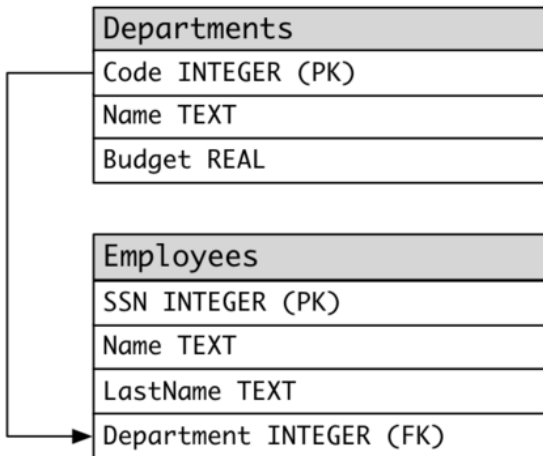 Departments
Code INTEGER (PK)
Name TEXT
Budget REAL
Employees
SSN INTEGER (PK)
Name TEXT
LastName TEXT
Department INTEGER (FK)